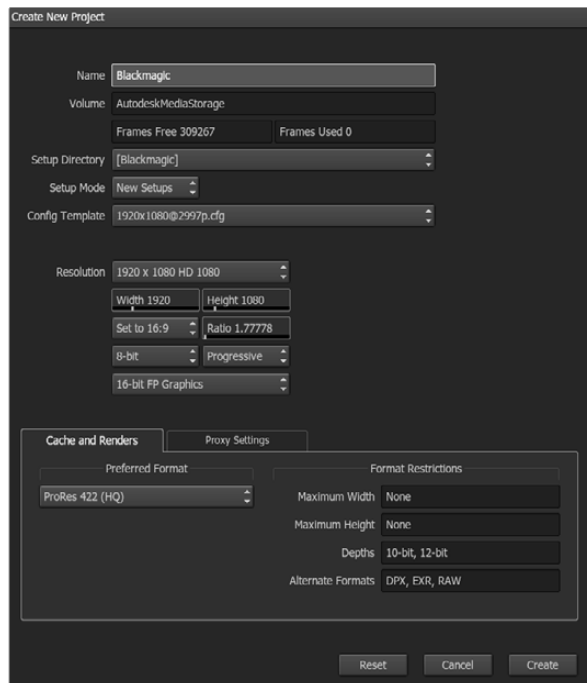 Create New Project
Name Blackmagic
Volume AutodeskMediaStorage
Frames Free 309267 Frames Used 0
Setup Directory [Blackmagic]
Setup Mode New Setups
Config Template 1920x1080@2997p.cfg
Resolution 1920 x 1080 HD 1080
Width 1920 Height 1080
Set to 16:9 Ratio 1.77778
8-bit Progressive
16-bit FP Graphics
Cache and Renders Proxy Settings
Preferred Format Format Restrictions
ProRes 422 (HQ) Maximum Width None
Maximum Height None
Depths 10-bit, 12-bit
Alternate Formats DPX, EXR, RAW
Reset Cancel Create